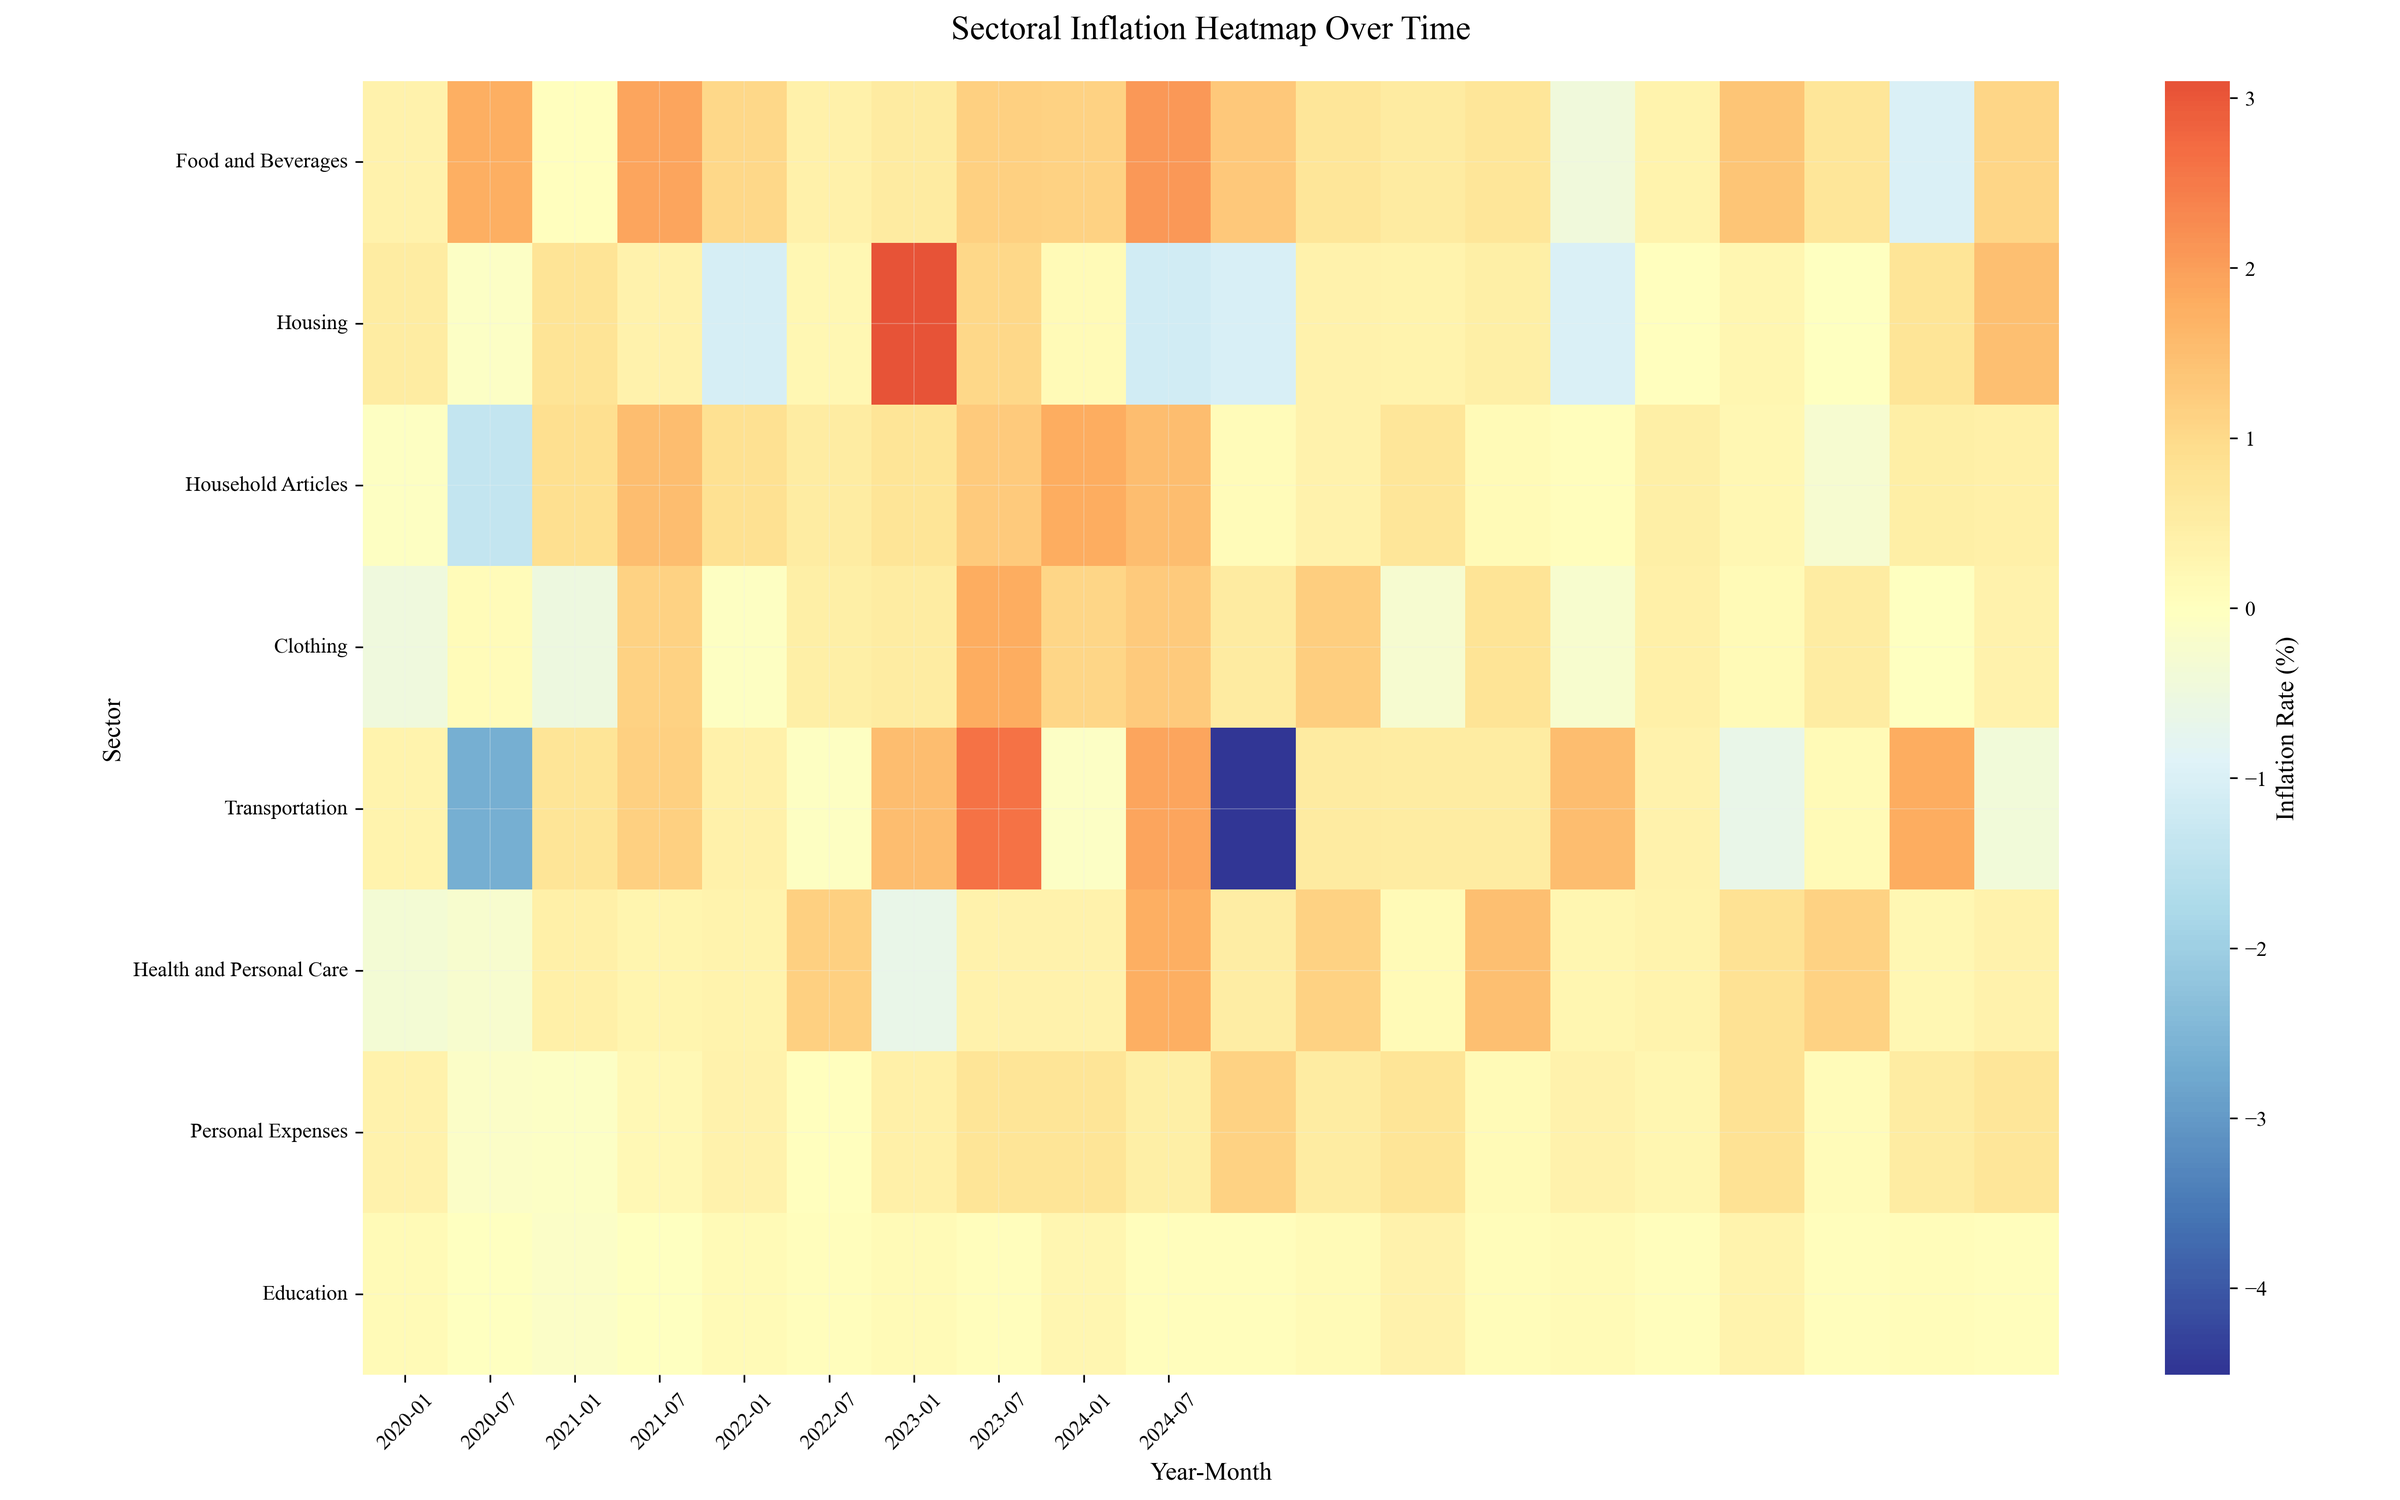 Sectoral Inflation Heatmap Over Time
Food and Beverages
Housing
Household Articles
Clothing
Transportation
Health and Personal Care
Personal Expenses
Education
Sector
2020-01
2020-07
2021-01
2021-07
2022-01
2022-07
2023-01
2023-07
2024-01
2024-07
Year-Month
3
2
1
0
−1
−2
−3
−4
Inflation Rate (%)